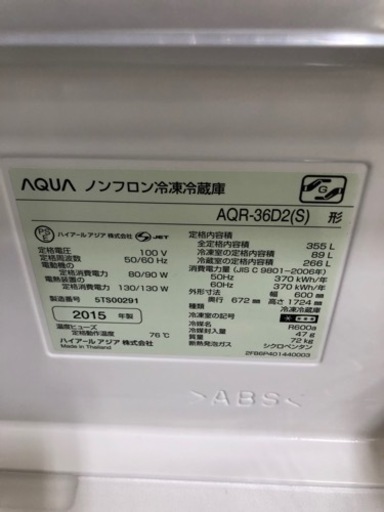 AQUA ノンフロン冷凍冷蔵庫
AQR-36D2(S) 形
PS E ハイアール アジア 株式会社 JET
定格電圧 100 V
定格周波数 50/60 Hz
電動機の
定格消費電力 80/90 W
電熱装置の
定格消費電力 130/130 W
製造番号 5TS00291
2015 年製
温度ヒューズ
定格動作温度 76℃
ハイアール アジア 株式会社
Made in Thailand
G
定格内容積
全定格内容積 355 L
冷凍室の定格内容積 89 L
冷蔵室の定格内容積 266 L
消費電力量 (JIS C 9801-2006年)
50Hz 370 kWh/年
60Hz 370 kWh/年
外形寸法 幅 600 mm
奥行 672 mm 高さ 1724 mm
種類 冷凍冷蔵庫
冷凍室の記号
冷媒名 R600a
冷媒封入量 47 g
質量 72 kg
断熱発泡ガス シクロペンタン
2FB6P401440003
>ABS<